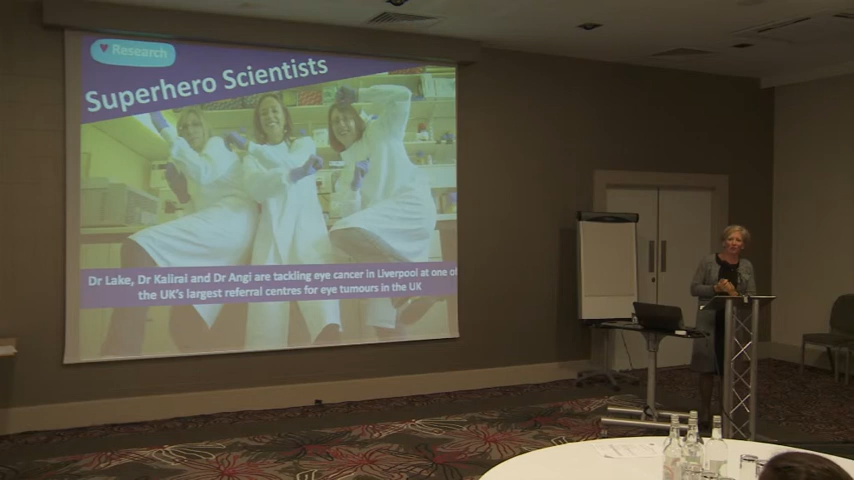 Research
Superhero Scientists
Dr Lake, Dr Kalirai and Dr Angi are tackling eye cancer in Liverpool at one of
the UK's largest referral centres for eye tumours in the UK